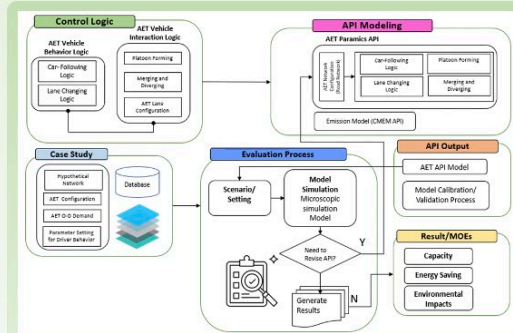 Control Logic
AET Vehicle
Behavior Logic
Car-Following
Logic
Lane Changing
Logic
AET Vehicle
Interaction Logic
Platoon Forming
Merging and
Diverging
AET Lane
Configuration
API Modeling
AET Paramics API
AET Network
Configuration
(Road Network)
Car-Following
Logic
Lane Changing
Logic
Platoon Forming
Merging and
Diverging
Emission Model (CMEM API)
Case Study
Hypothetical
Network
AET Configuration
AET O-D Demand
Parameter Setting
for Driver Behavior
Database
Evaluation Process
Scenario/
Setting
Model
Simulation
Microscopic
simulation
Model
Need to
Revise API?
Y
N
Generate
Results
API Output
AET API Model
Model Calibration/
Validation Process
Result/MOEs
Capacity
Energy Saving
Environmental
Impacts